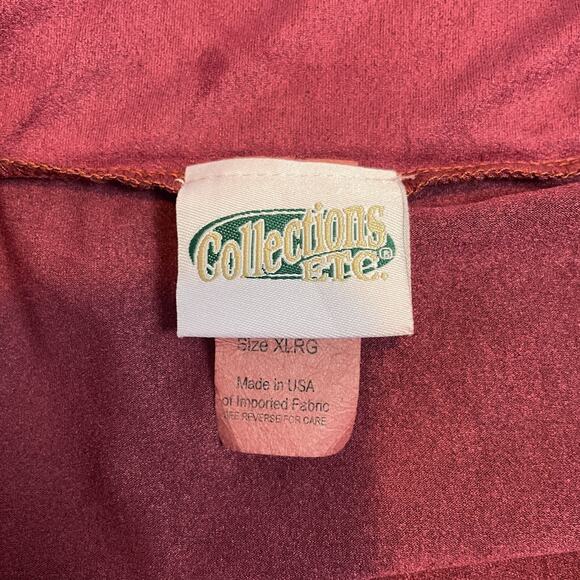 Collections
ETC.®
Size XLRG
Made in USA
of Imported Fabric
SEE REVERSE FOR CARE